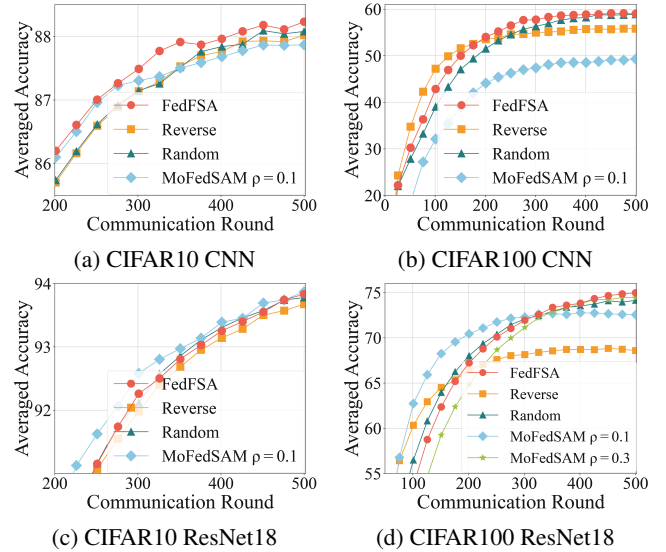 88
87
86
200
300
400
500
Averaged Accuracy
Communication Round
FedFSA
Reverse
Random
MoFedSAM ρ = 0.1
(a) CIFAR10 CNN
60
50
40
30
20
0
100
200
300
400
500
Averaged Accuracy
Communication Round
FedFSA
Reverse
Random
MoFedSAM ρ = 0.1
(b) CIFAR100 CNN
94
93
92
200
300
400
500
Averaged Accuracy
Communication Round
FedFSA
Reverse
Random
MoFedSAM ρ = 0.1
(c) CIFAR10 ResNet18
75
70
65
60
55
100
200
300
400
500
Averaged Accuracy
Communication Round
FedFSA
Reverse
Random
MoFedSAM ρ = 0.1
MoFedSAM ρ = 0.3
(d) CIFAR100 ResNet18